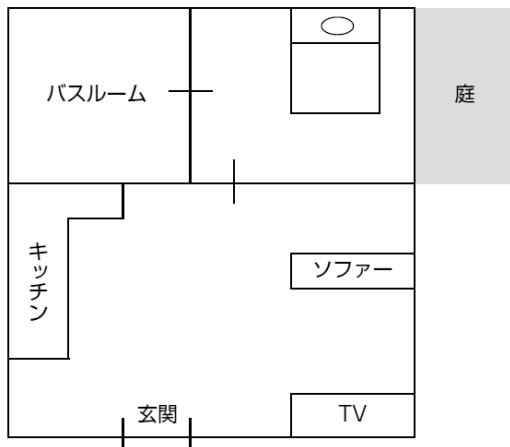 バスルーム
庭
キッチン
ソファー
玄関
TV